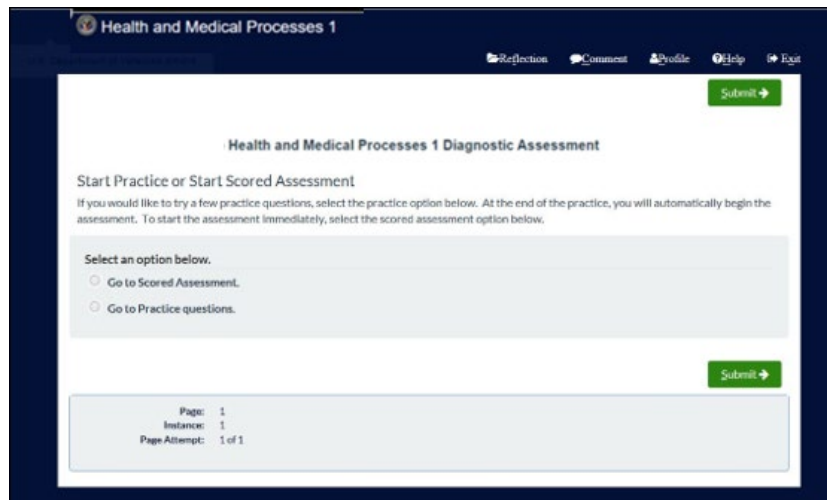 Health and Medical Processes 1
Reflection Comment Profile Help Exit
Submit
Health and Medical Processes 1 Diagnostic Assessment
Start Practice or Start Scored Assessment
If you would like to try a few practice questions, select the practice option below. At the end of the practice, you will automatically begin the
assessment. To start the assessment immediately, select the scored assessment option below.
Select an option below.
Go to Scored Assessment.
Go to Practice questions.
Submit
Page: 1
Instance: 1
Page Attempt: 1 of 1